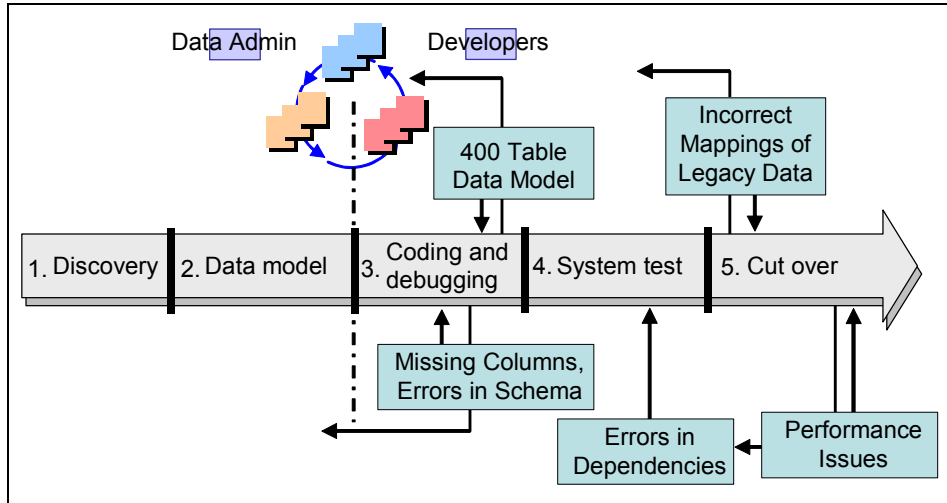 Data Admin
Developers
400 Table
Data Model
Incorrect
Mappings of
Legacy Data
1. Discovery
2. Data model
3. Coding and
debugging
4. System test
5. Cut over
Missing Columns,
Errors in Schema
Errors in
Dependencies
Performance
Issues